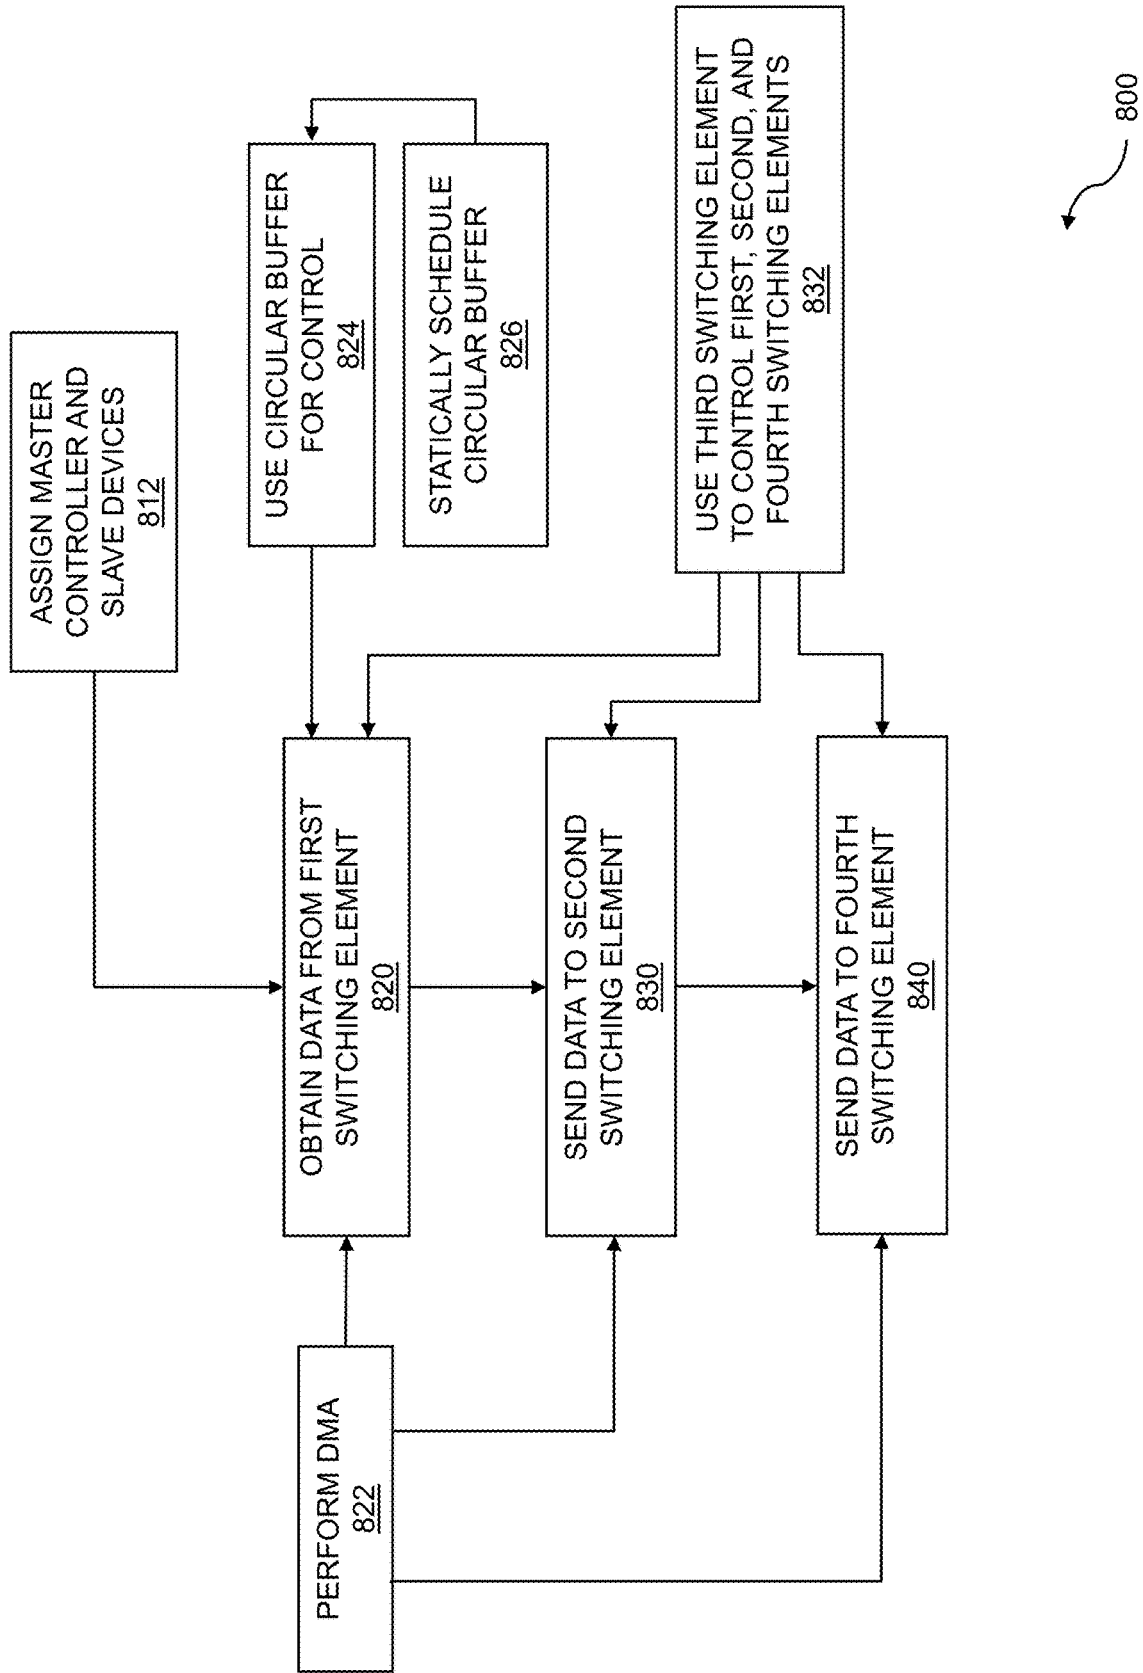 ASSIGN MASTER
CONTROLLER AND
SLAVE DEVICES
812
USE CIRCULAR BUFFER
FOR CONTROL
824
STATICALLY SCHEDULE
CIRCULAR BUFFER
826
PERFORM DMA
822
OBTAIN DATA FROM FIRST
SWITCHING ELEMENT
820
SEND DATA TO SECOND
SWITCHING ELEMENT
830
USE THIRD SWITCHING ELEMENT
TO CONTROL FIRST, SECOND, AND
FOURTH SWITCHING ELEMENTS
832
SEND DATA TO FOURTH
SWITCHING ELEMENT
840
800